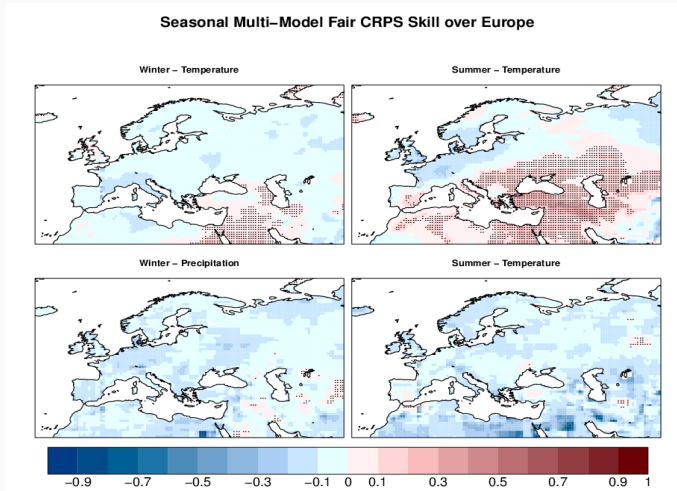 Seasonal Multi−Model Fair CRPS Skill over Europe
Winter − Temperature
Summer − Temperature
Winter − Precipitation
Summer − Temperature
−0.9 −0.7 −0.5 −0.3 −0.1 0 0.1 0.3 0.5 0.7 0.9 1